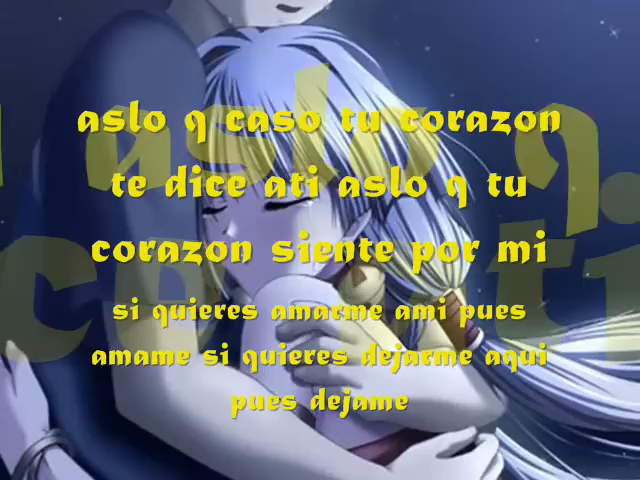 aslo q caso tu corazon
te dice ati aslo q tu
corazon siente por mi
si quieres amarme ami pues
amame si quieres dejarme aqui
pues dejame